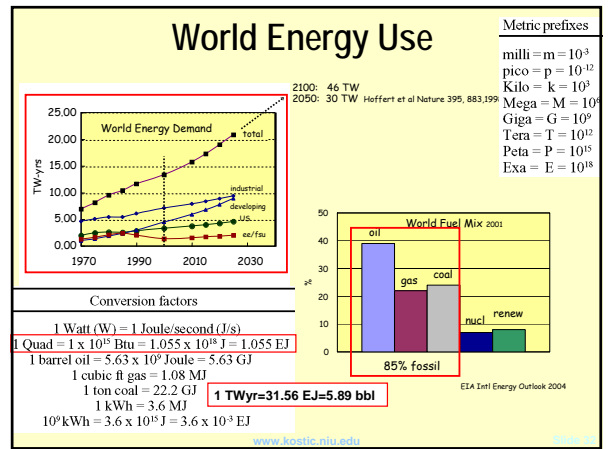 World Energy Use
Metric prefixes
milli = m = 10⁻³
pico = p = 10⁻¹²
Kilo = k = 10³
Mega = M = 10⁶
Giga = G = 10⁹
Tera = T = 10¹²
Peta = P = 10¹⁵
Exa = E = 10¹⁸
2100: 46 TW
2050: 30 TW Hoffert et al Nature 395, 883,199
World Energy Demand
TW-yrs
25.00
20.00
15.00
10.00
5.00
0.00
1970 1990 2010 2030
total
industrial
developing
US
ee/fsu
World Fuel Mix 2001
%
50
40
30
20
10
0
oil
gas
coal
nucl
renew
85% fossil
EIA Intl Energy Outlook 2004
Conversion factors
1 Watt (W) = 1 Joule/second (J/s)
1 Quad = 1 x 10¹⁵ Btu = 1.055 x 10¹⁸ J = 1.055 EJ
1 barrel oil = 5.63 x 10⁹ Joule = 5.63 GJ
1 cubic ft gas = 1.08 MJ
1 ton coal = 22.2 GJ
1 kWh = 3.6 MJ
10⁹ kWh = 3.6 x 10¹⁵ J = 3.6 x 10⁻³ EJ
1 TWyr=31.56 EJ=5.89 bbl
www.kostic.niu.edu